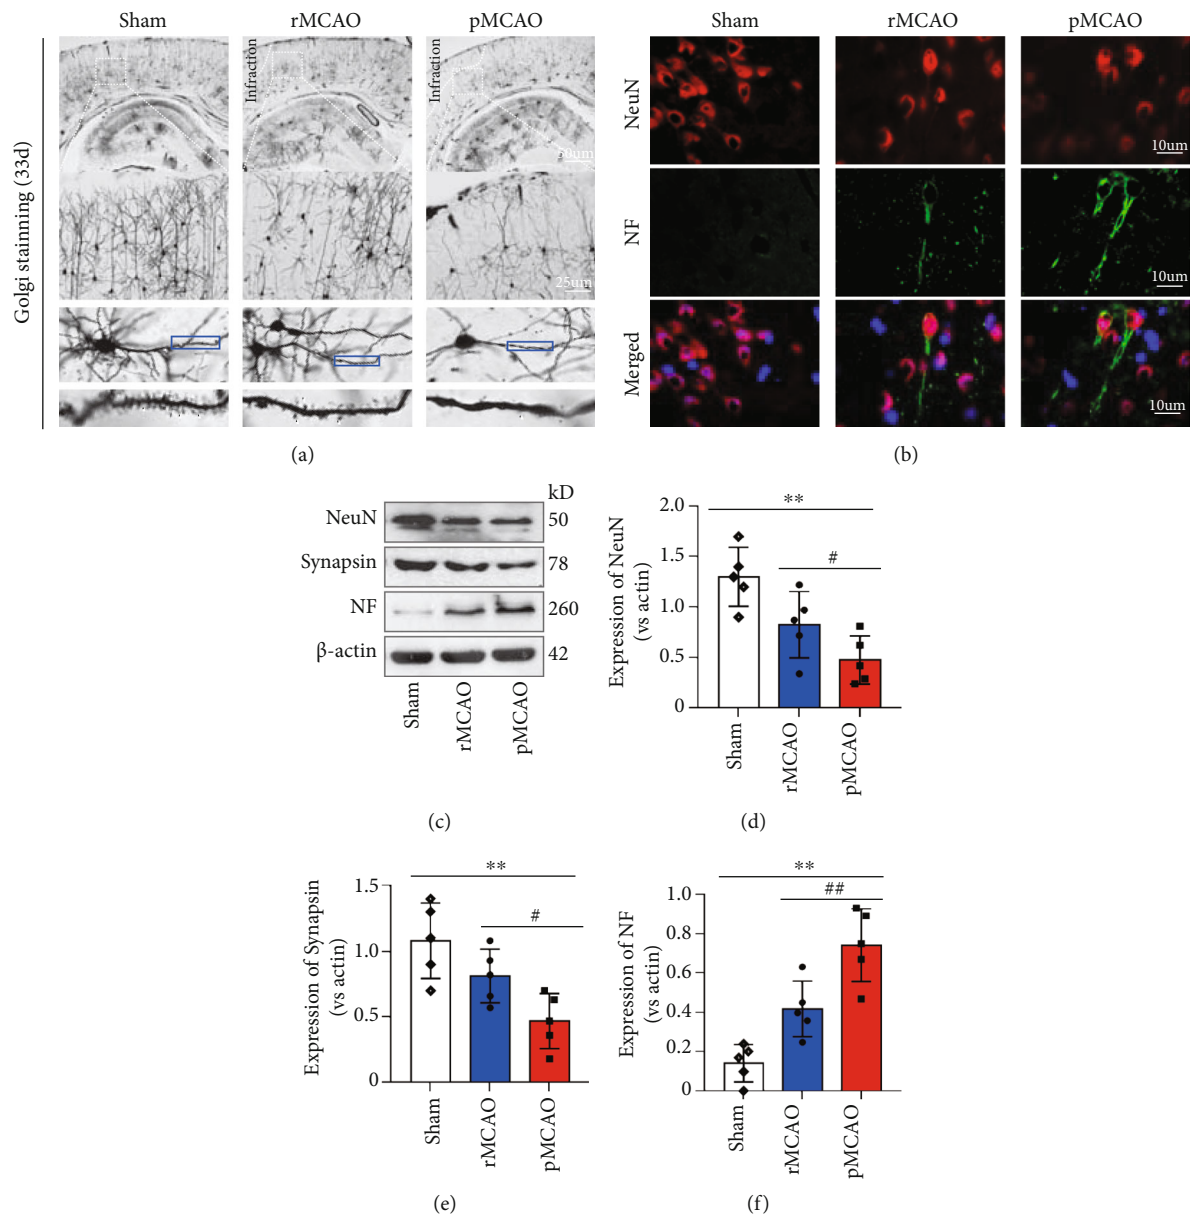 Sham rMCAO pMCAO
Golgi stainning (33d)
Infraction
Infraction
50um
25um
(a)
Sham rMCAO pMCAO
NeuN
10um
10um
NF
10um
Merged
10um
10um
(b)
kD
NeuN 50
Synapsin 78
NF 260
β-actin 42
Sham
rMCAO
pMCAO
(c)
Expression of NeuN
(vs actin)
2.0
1.5
1.0
0.5
0
**
#
Sham
rMCAO
pMCAO
(d)
Expression of Synapsin
(vs actin)
1.5
1.0
0.5
0
**
#
Sham
rMCAO
pMCAO
(e)
Expression of NF
(vs actin)
1.0
0.8
0.6
0.4
0.2
0
**
##
Sham
rMCAO
pMCAO
(f)